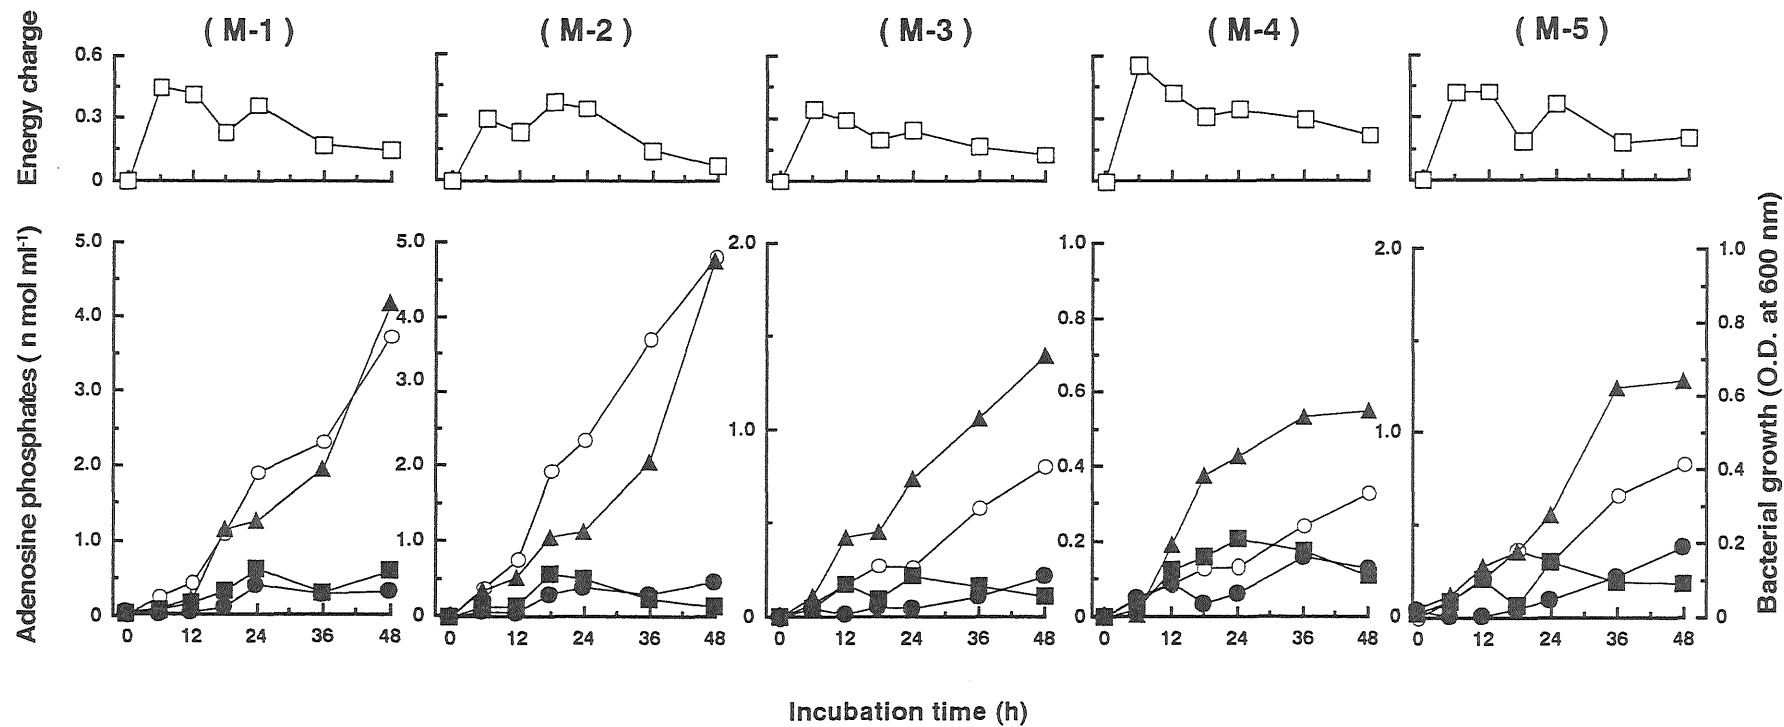 ( M-1 ) ( M-2 ) ( M-3 ) ( M-4 ) ( M-5 )
Energy charge
0.6
0.3
0
Adenosine phosphates ( n mol ml-1)
5.0 5.0 2.0 1.0 2.0 1.0
4.0 4.0 0.8 0.8
3.0 3.0 0.6 0.6
1.0 1.0
2.0 2.0 0.4 0.4
1.0 1.0 0.2 0.2
0 0 0 0 0 0
Bacterial growth (O.D. at 600 nm)
0 12 24 36 48 0 12 24 36 48 0 12 24 36 48 0 12 24 36 48 0 12 24 36 48
Incubation time (h)